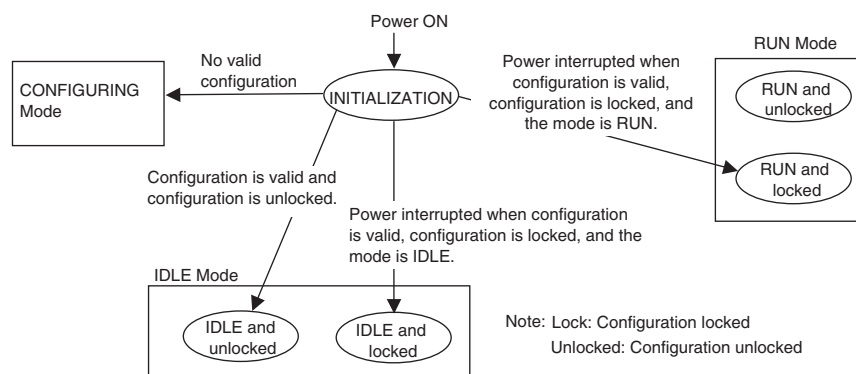 Power ON
No valid
configuration
CONFIGURING
Mode
INITIALIZATION
Power interrupted when
configuration is valid,
configuration is locked, and
the mode is RUN.
RUN Mode
RUN and
unlocked
RUN and
locked
Configuration is valid and
configuration is unlocked.
Power interrupted when configuration
is valid, configuration is locked, and the
mode is IDLE.
IDLE Mode
IDLE and
unlocked
IDLE and
locked
Note: Lock: Configuration locked
Unlocked: Configuration unlocked